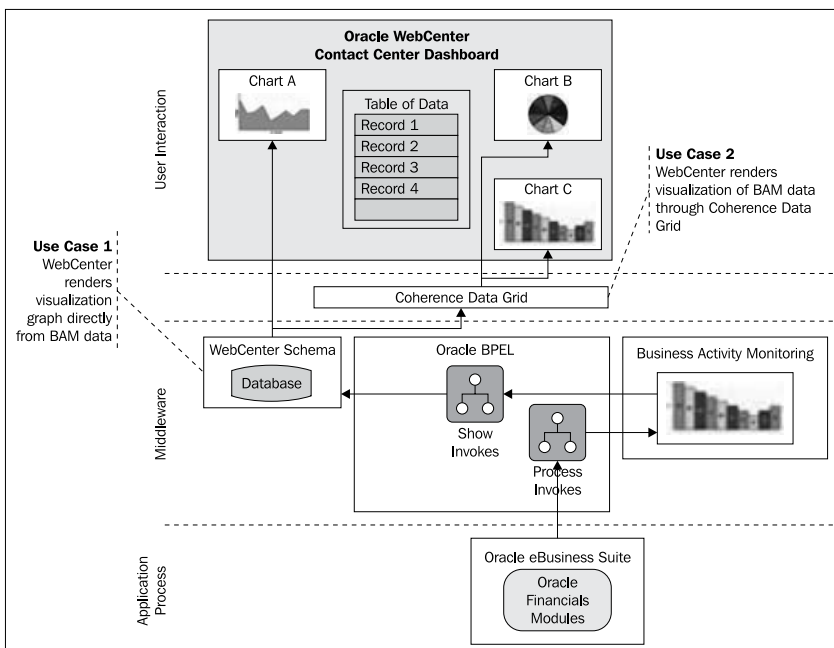 Oracle WebCenter
Contact Center Dashboard
Chart A
Table of Data
Record 1
Record 2
Record 3
Record 4
Chart B
Chart C
User Interaction
Use Case 2
WebCenter renders
visualization of BAM data
through Coherence Data
Grid
Use Case 1
WebCenter
renders
visualization
graph directly
from BAM data
Coherence Data Grid
Middleware
WebCenter Schema
Database
Oracle BPEL
Show
Invokes
Process
Invokes
Business Activity Monitoring
Application
Process
Oracle eBusiness Suite
Oracle
Financials
Modules